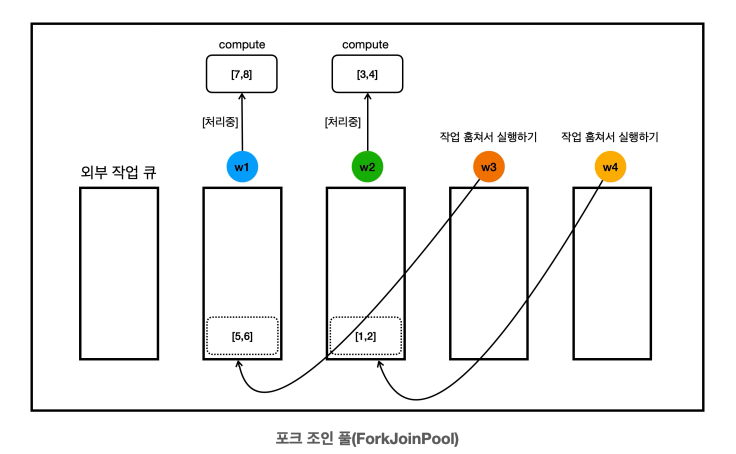 compute
compute
[7,8]
[3,4]
[처리중]
[처리중]
작업 훔쳐서 실행하기
작업 훔쳐서 실행하기
외부 작업 큐
w1
w2
w3
w4
[5,6]
[1,2]
포크 조인 풀(ForkJoinPool)